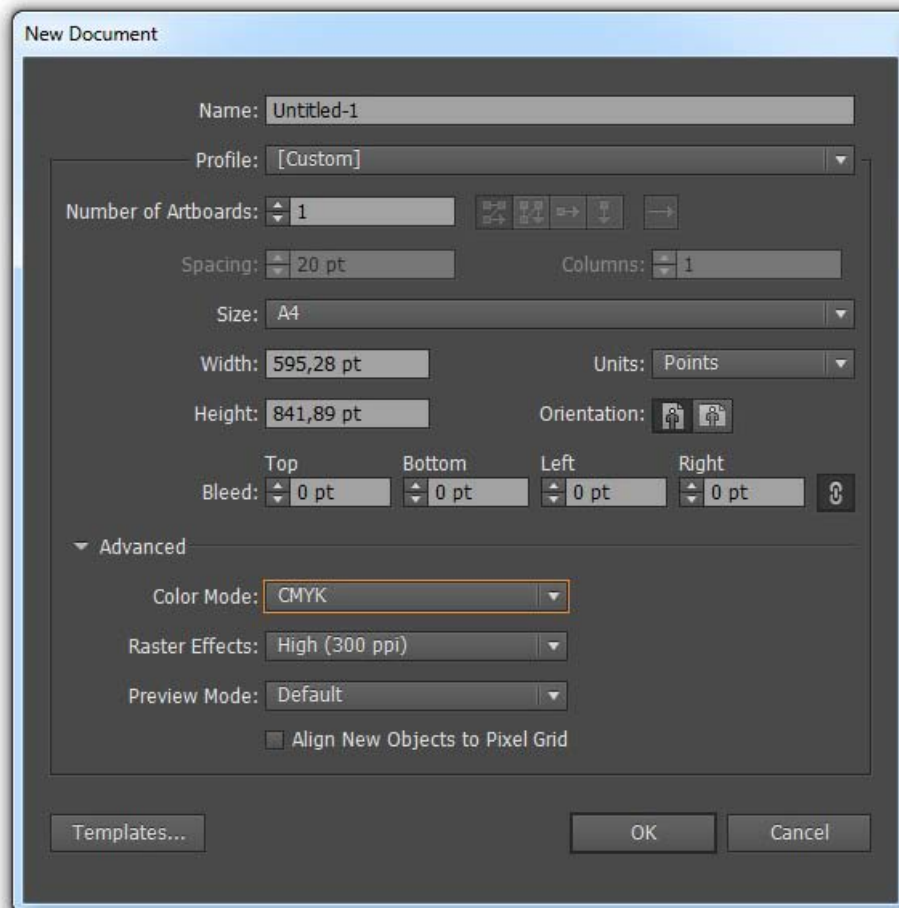 New Document
Name: Untitled-1
Profile: [Custom]
Number of Artboards: 1
Spacing: 20 pt Columns: 1
Size: A4
Width: 595,28 pt Units: Points
Height: 841,89 pt Orientation:
Top Bottom Left Right
Bleed: 0 pt 0 pt 0 pt 0 pt
Advanced
Color Mode: CMYK
Raster Effects: High (300 ppi)
Preview Mode: Default
Align New Objects to Pixel Grid
Templates... OK Cancel